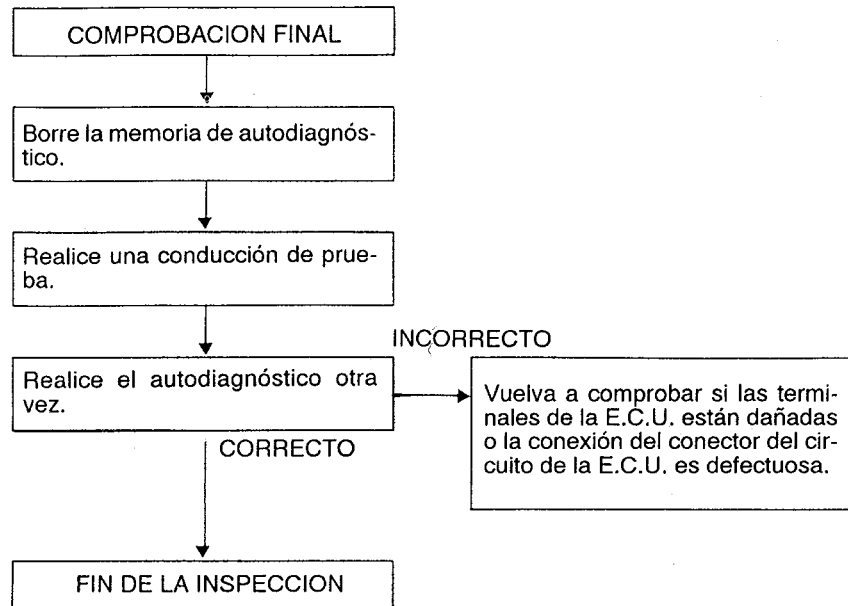 COMPROBACION FINAL
Borre la memoria de autodiagnós-
tico.
Realice una conducción de prue-
ba.
INCORRECTO
Realice el autodiagnóstico otra
vez.
Vuelva a comprobar si las termi-
nales de la E.C.U. están dañadas
o la conexión del conector del cir-
cuito de la E.C.U. es defectuosa.
CORRECTO
FIN DE LA INSPECCION